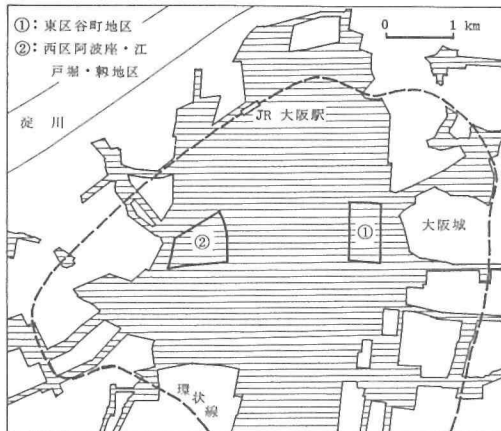 ①：東区谷町地区
②：西区阿波座・江
戸堀・靱地区
0 1 km
淀川
JR 大阪駅
大阪城
②
①
環状線